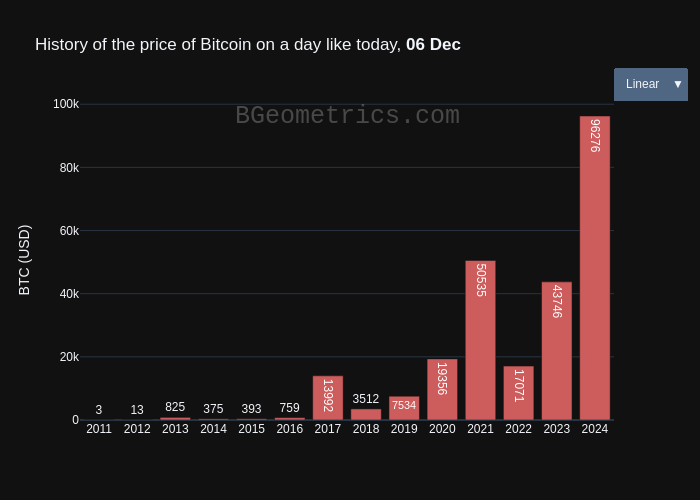 History of the price of Bitcoin on a day like today, 06 Dec
Linear ▼
BGeometrics.com
BTC (USD)
100k
80k
60k
40k
20k
0
3
13
825
375
393
759
13992
3512
7534
19356
50535
17071
43746
96276
2011 2012 2013 2014 2015 2016 2017 2018 2019 2020 2021 2022 2023 2024